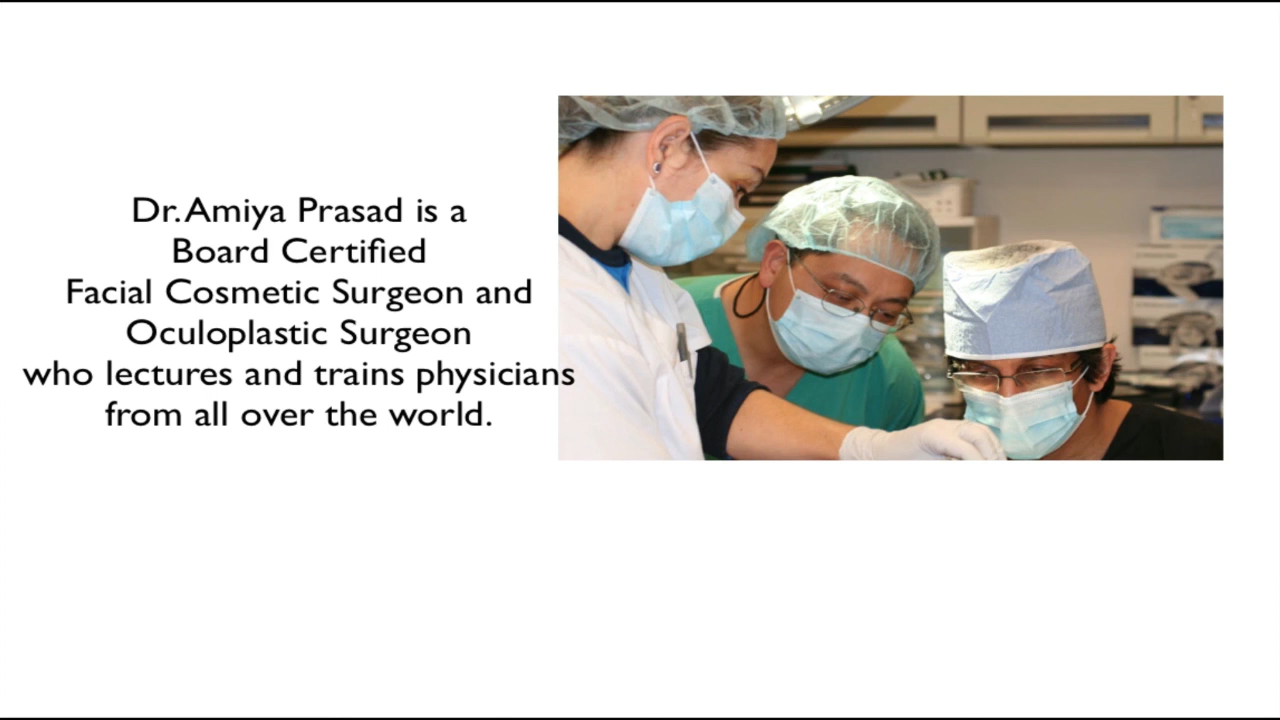 Dr. Amiya Prasad is a
Board Certified
Facial Cosmetic Surgeon and
Oculoplastic Surgeon
who lectures and trains physicians
from all over the world.